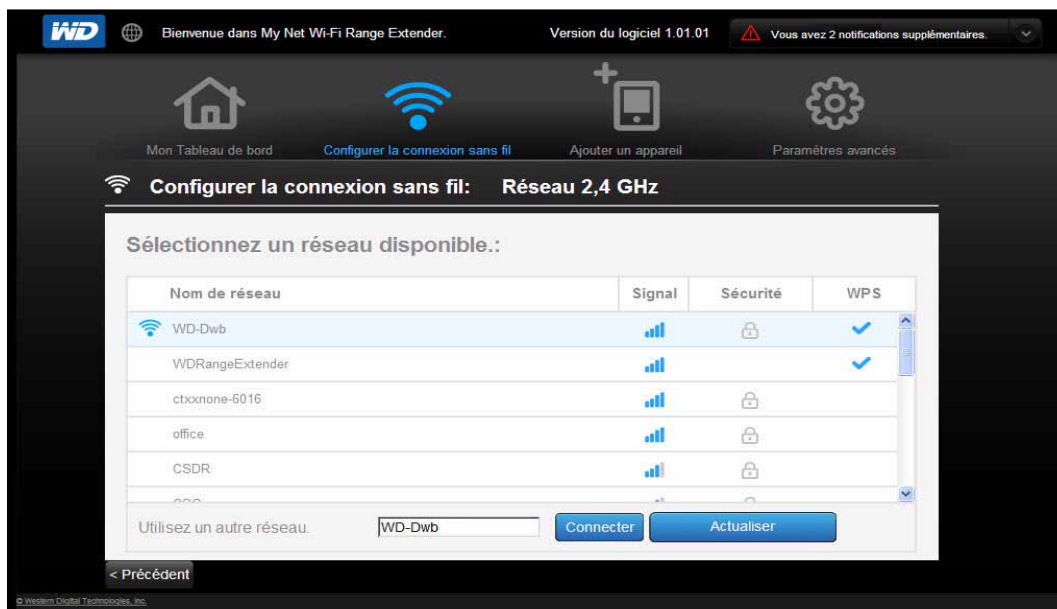 WD Bienvenue dans My Net Wi-Fi Range Extender. Version du logiciel 1.01.01 Vous avez 2 notifications supplémentaires.
Mon Tableau de bord Configurer la connexion sans fil Ajouter un appareil Paramètres avancés
Configurer la connexion sans fil: Réseau 2,4 GHz
Sélectionnez un réseau disponible.:
Nom de réseau Signal Sécurité WPS
WD-Dwb
WDRangeExtender
ctxxnone-6016
office
CSDR
Utilisez un autre réseau. WD-Dwb Connecter Actualiser
< Précédent
© Western Digital Technologies, Inc.